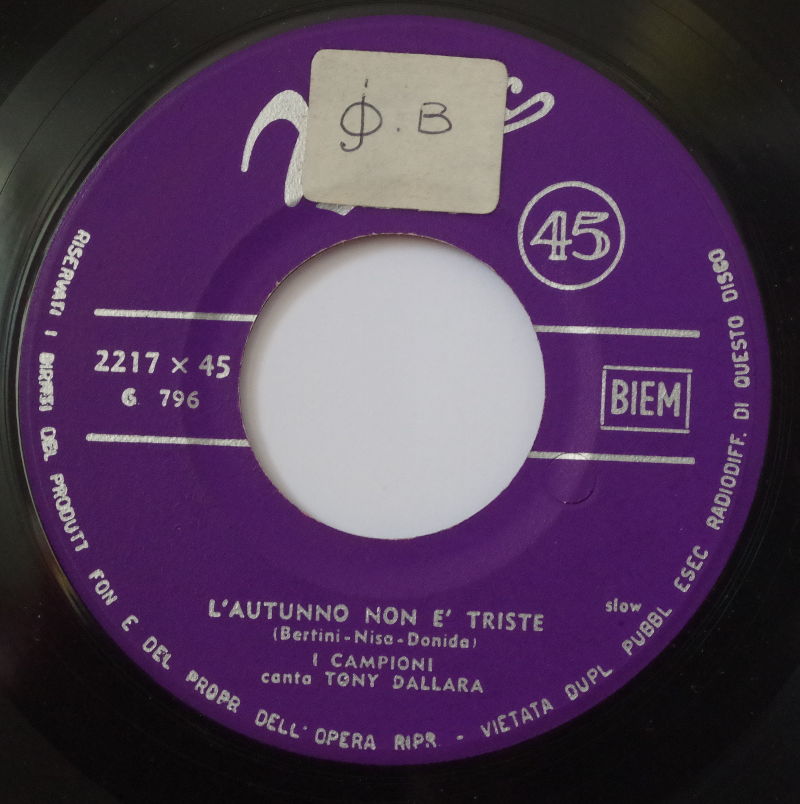 φ. B
45
2217 x 45
G. 796
BIEM
L'AUTUNNO NON E' TRISTE
slow
(Bertini-Nisa-Donida)
I CAMPIONI
canta TONY DALLARA
RISERVATI I DIRITTI DEL PRODUTT FON E DEL PROPR DELL'OPERA RIPR. - VIETATA DUPL PUBBL ESEC RADIODIFF. DI QUESTO DISCO